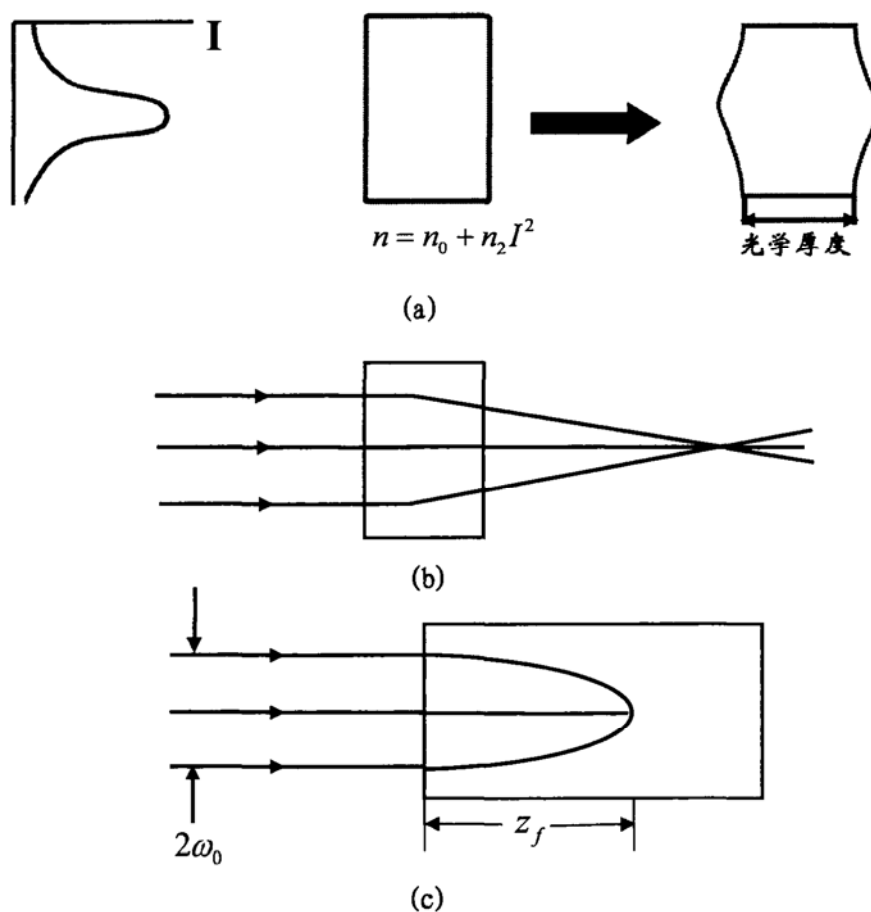 I
n = n₀ + n₂I²
光学厚度
(a)
(b)
2ω₀
z_f
(c)